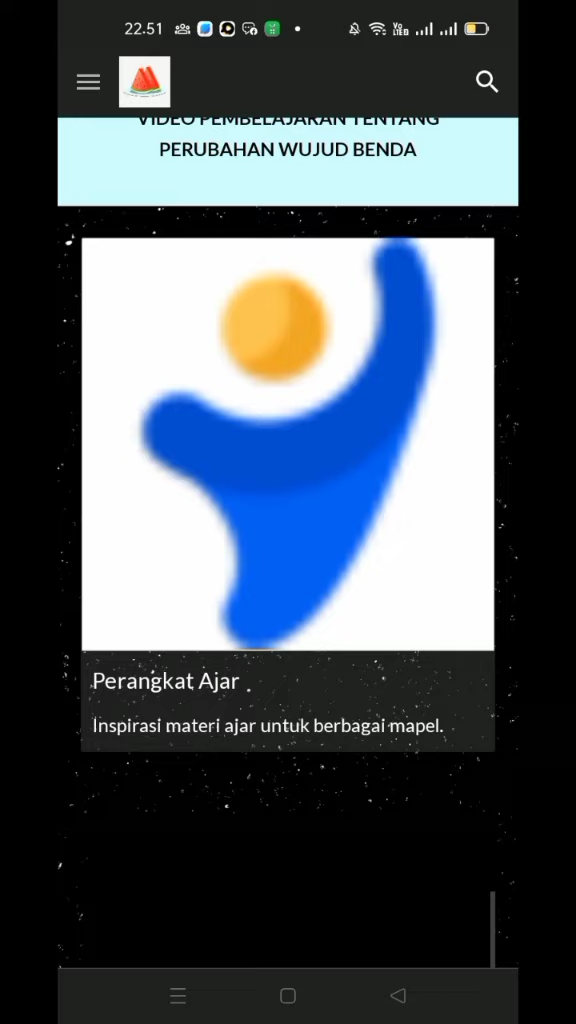 22.51
VIDEO PEMBELAJARAN TENTANG
PERUBAHAN WUJUD BENDA
Perangkat Ajar
Inspirasi materi ajar untuk berbagai mapel.